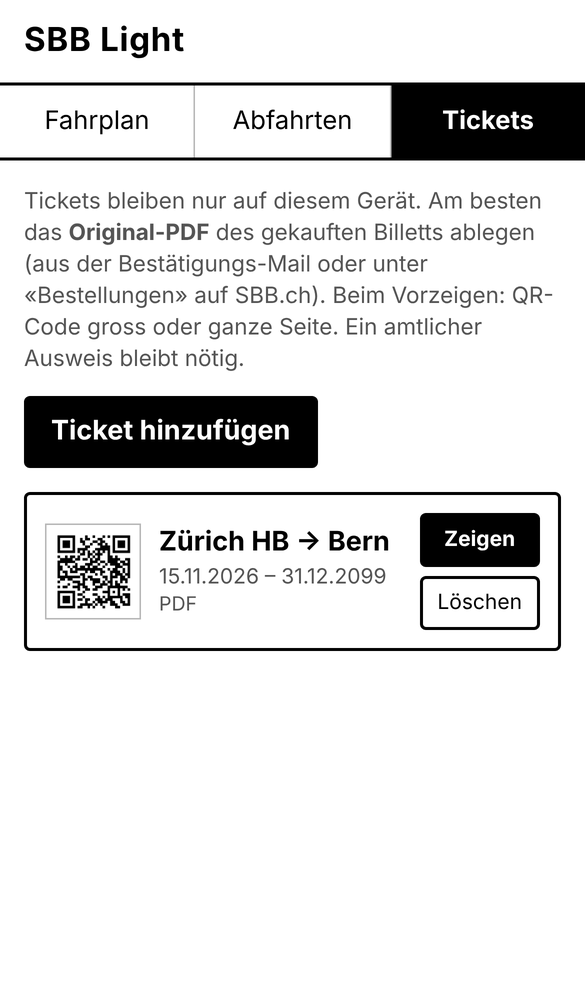 SBB Light
Fahrplan
Abfahrten
Tickets
Tickets bleiben nur auf diesem Gerät. Am besten
das Original-PDF des gekauften Billetts ablegen
(aus der Bestätigungs-Mail oder unter
«Bestellungen» auf SBB.ch). Beim Vorzeigen: QR-
Code gross oder ganze Seite. Ein amtlicher
Ausweis bleibt nötig.
Ticket hinzufügen
Zürich HB → Bern
15.11.2026 – 31.12.2099
PDF
Zeigen
Löschen